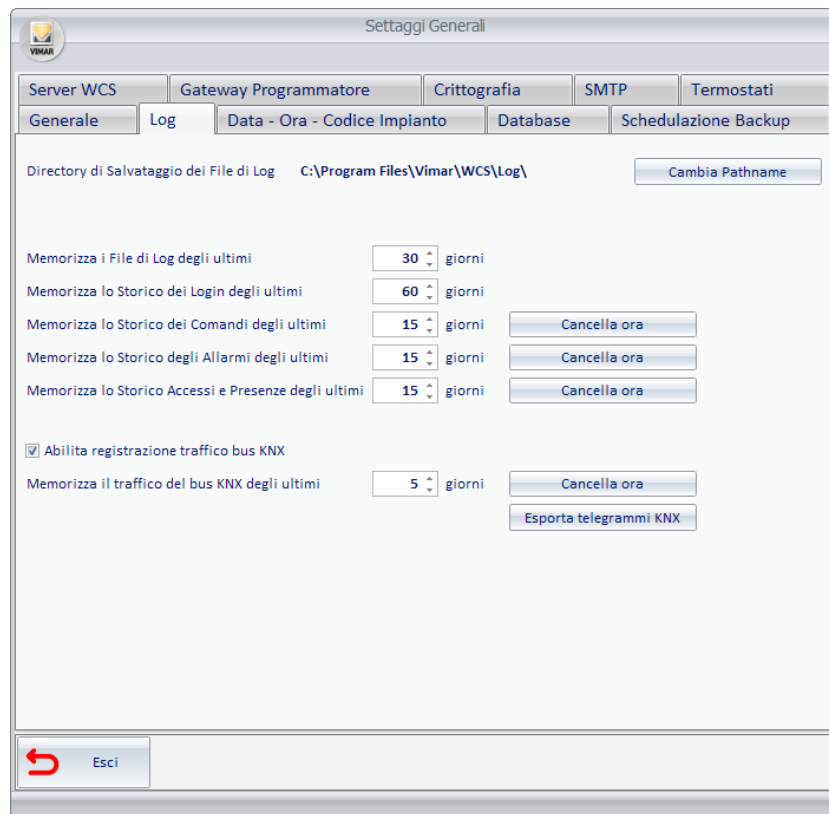 Settaggi Generali
VIMAR
Server WCS Gateway Programmatore Crittografia SMTP Termostati
Generale Log Data - Ora - Codice Impianto Database Schedulazione Backup
Directory di Salvataggio dei File di Log C:\Program Files\Vimar\WCS\Log\ Cambia Pathname
Memorizza i File di Log degli ultimi 30 giorni
Memorizza lo Storico dei Login degli ultimi 60 giorni
Memorizza lo Storico dei Comandi degli ultimi 15 giorni Cancella ora
Memorizza lo Storico degli Allarmi degli ultimi 15 giorni Cancella ora
Memorizza lo Storico Accessi e Presenze degli ultimi 15 giorni Cancella ora
Abilita registrazione traffico bus KNX
Memorizza il traffico del bus KNX degli ultimi 5 giorni Cancella ora
Esporta telegrammi KNX
Esci